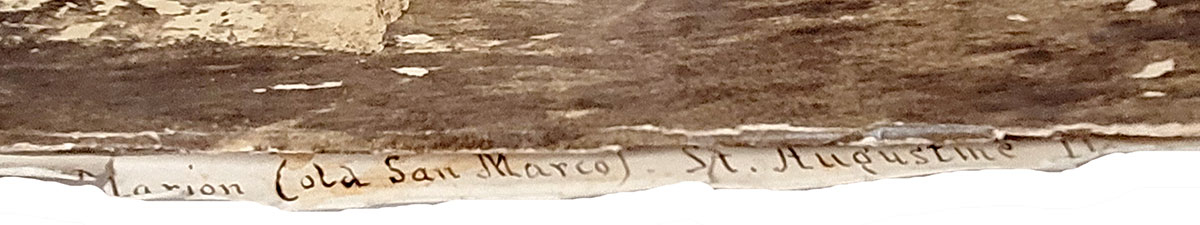 Marion (old San Marco). St. Augustine